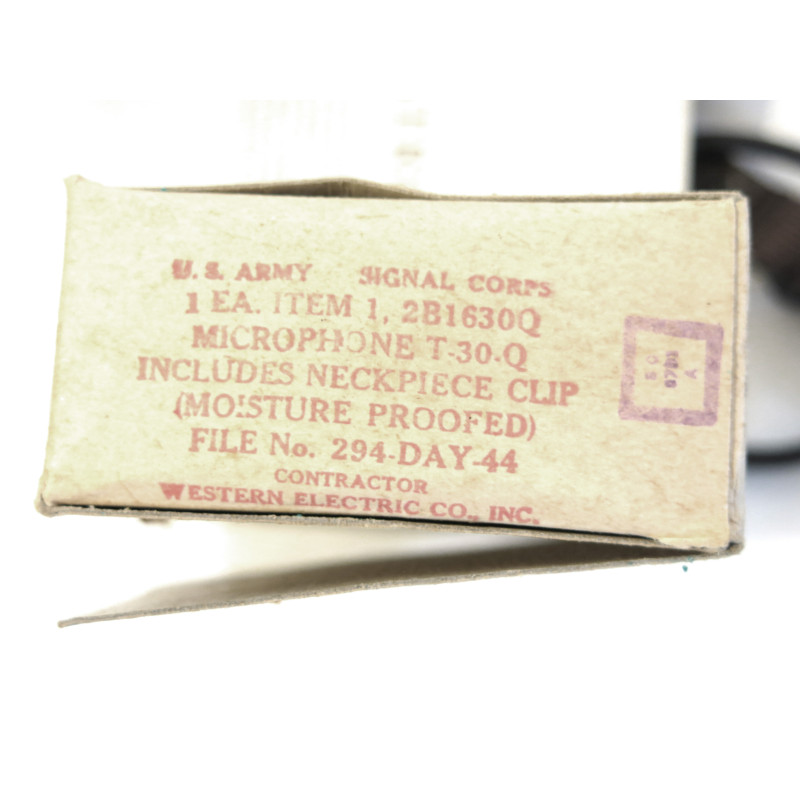 U. S. ARMY SIGNAL CORPS
1 EA. ITEM 1, 2B1630Q
MICROPHONE T-30-Q
INCLUDES NECKPIECE CLIP
(MOISTURE PROOFED)
FILE No. 294-DAY-44
CONTRACTOR
WESTERN ELECTRIC CO., INC.
S C
A